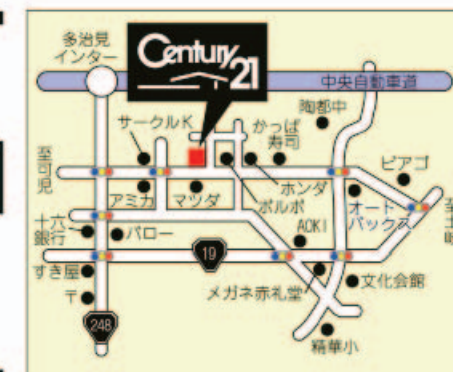 多治見
インター
Century 21
中央自動車道
陶都中
サークルK
かっぱ
寿司
至可児
ピアゴ
アミカ
マツダ
ボルボ
ホンダ
オート
バックス
十六
銀行
バロー
AOKI
19
すき屋
メガネ赤札堂
文化会館
〒
248
精華小